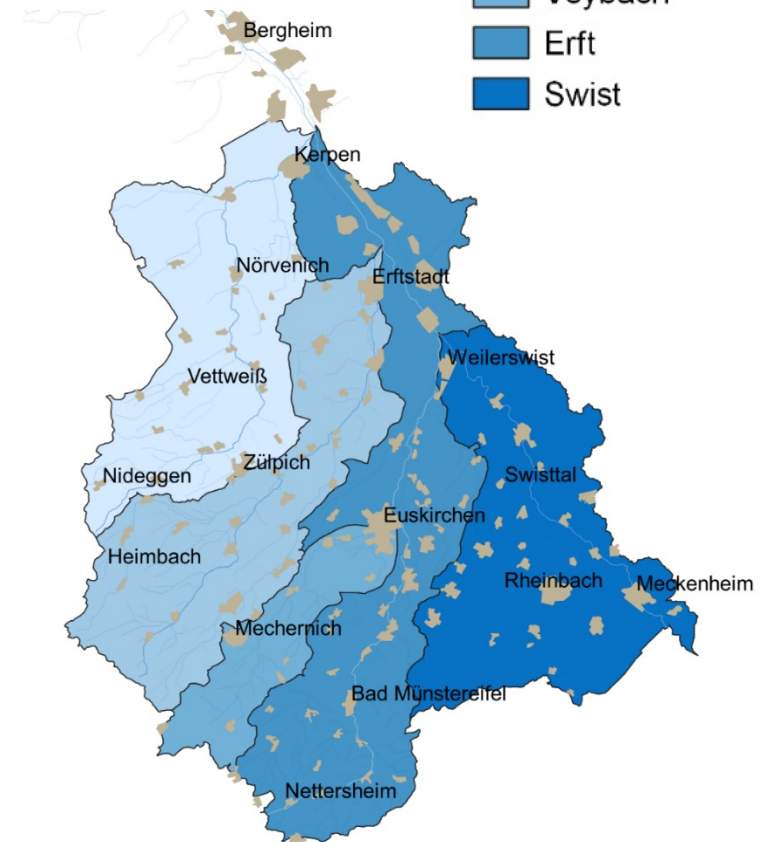 Veybach
Erft
Swist
Bergheim
Kerpen
Nörvenich
Erftstadt
Weilerswist
Vettweiß
Zülpich
Nideggen
Swisttal
Euskirchen
Heimbach
Rheinbach
Meckenheim
Mechernich
Bad Münstereifel
Nettersheim